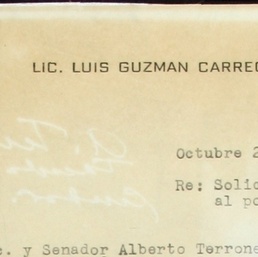 LIC. LUIS GUZMAN CARRE
Octubre 2
Re: Solic
al po
c. y Senador Alberto Terrone